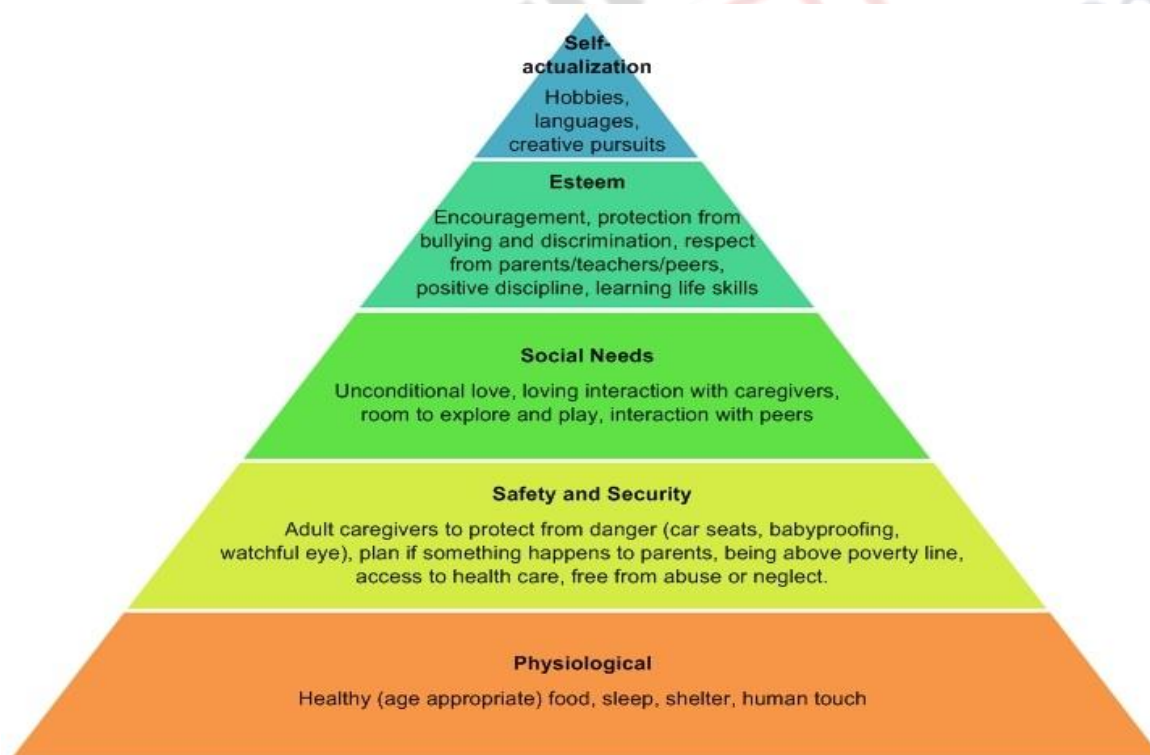 Self-
actualization
Hobbies,
languages,
creative pursuits
Esteem
Encouragement, protection from
bullying and discrimination, respect
from parents/teachers/peers,
positive discipline, learning life skills
Social Needs
Unconditional love, loving interaction with caregivers,
room to explore and play, interaction with peers
Safety and Security
Adult caregivers to protect from danger (car seats, babyproofing,
watchful eye), plan if something happens to parents, being above poverty line,
access to health care, free from abuse or neglect.
Physiological
Healthy (age appropriate) food, sleep, shelter, human touch